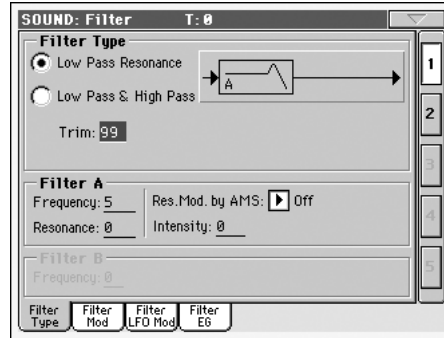 SOUND: Filter T:0
Filter Type
Low Pass Resonance
A
Low Pass & High Pass
Trim: 99
Filter A
Frequency: 5
Res.Mod. by AMS: Off
Resonance: 0
Intensity: 0
Filter B
Frequency: 0
1
2
3
4
5
Filter Type
Filter Mod
Filter LFO Mod
Filter EG